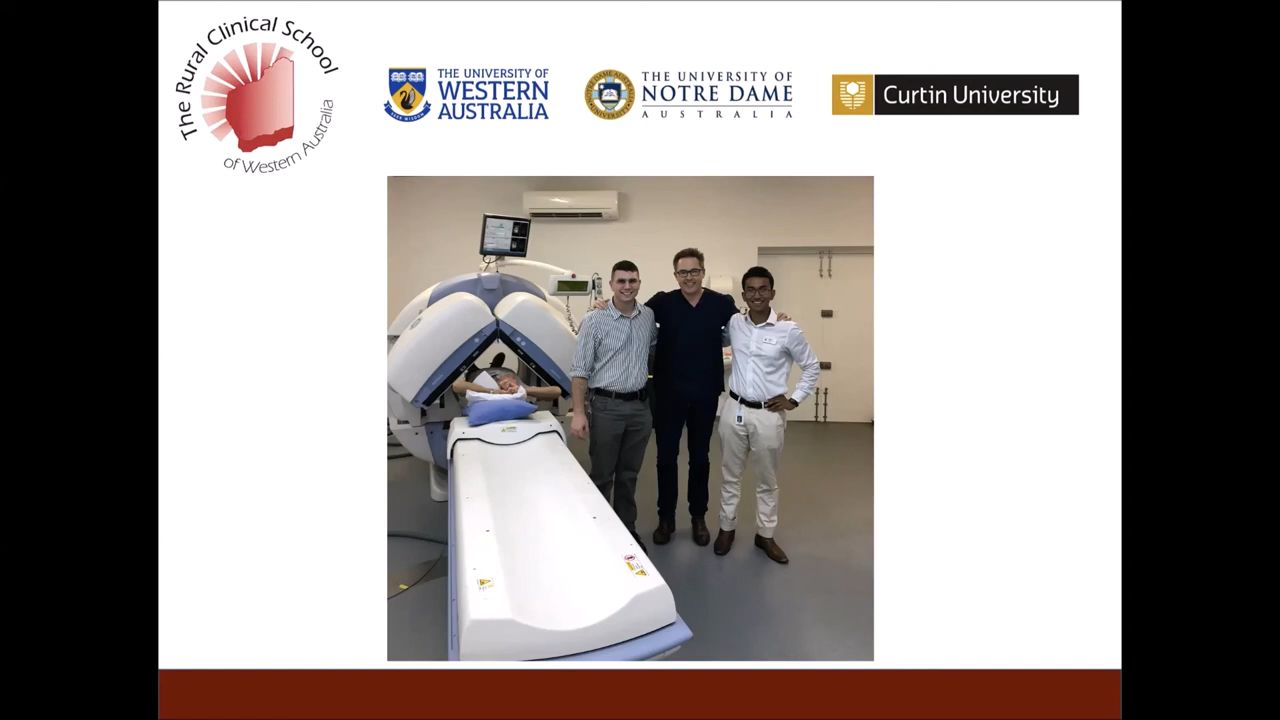 The Rural Clinical School
of Western Australia
THE UNIVERSITY OF
WESTERN
AUSTRALIA
THE UNIVERSITY OF
NOTRE DAME
AUSTRALIA
Curtin University